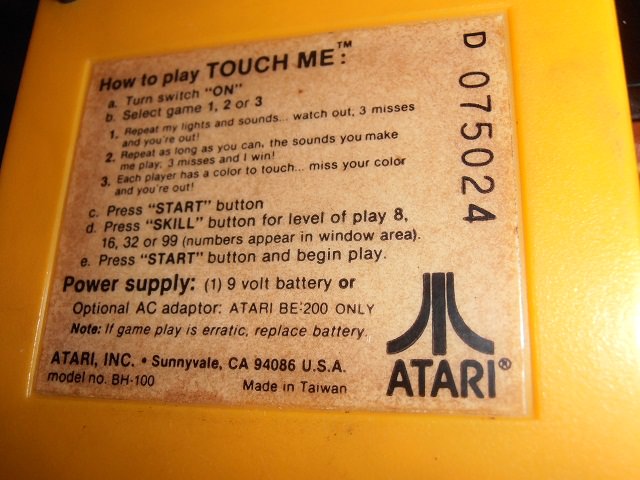 How to play TOUCH ME:™
a. Turn switch "ON"
b. Select game 1, 2 or 3
1. Repeat my lights and sounds... watch out, 3 misses
and you're out!
2. Repeat as long as you can, the sounds you make
me play; 3 misses and I win!
3. Each player has a color to touch... miss your color
and you're out!
c. Press "START" button
d. Press "SKILL" button for level of play 8,
16, 32 or 99 (numbers appear in window area).
e. Press "START" button and begin play.
Power supply: (1) 9 volt battery or
Optional AC adaptor: ATARI BE-200 ONLY
Note: If game play is erratic, replace battery.
ATARI, INC. • Sunnyvale, CA 94086 U.S.A.
model no. BH-100 Made in Taiwan
ATARI®
D 075024